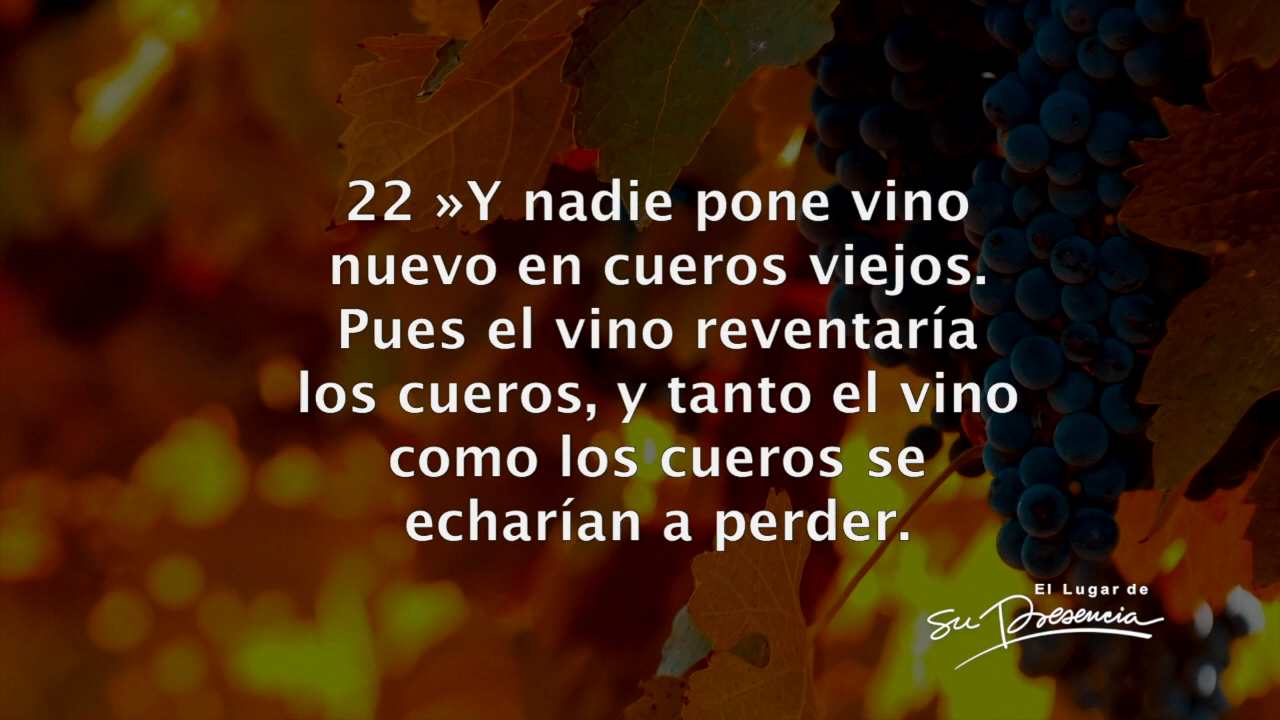 22 »Y nadie pone vino
nuevo en cueros viejos.
Pues el vino reventaría
los cueros, y tanto el vino
como los cueros se
echarían a perder.
El Lugar de
Su Presencia